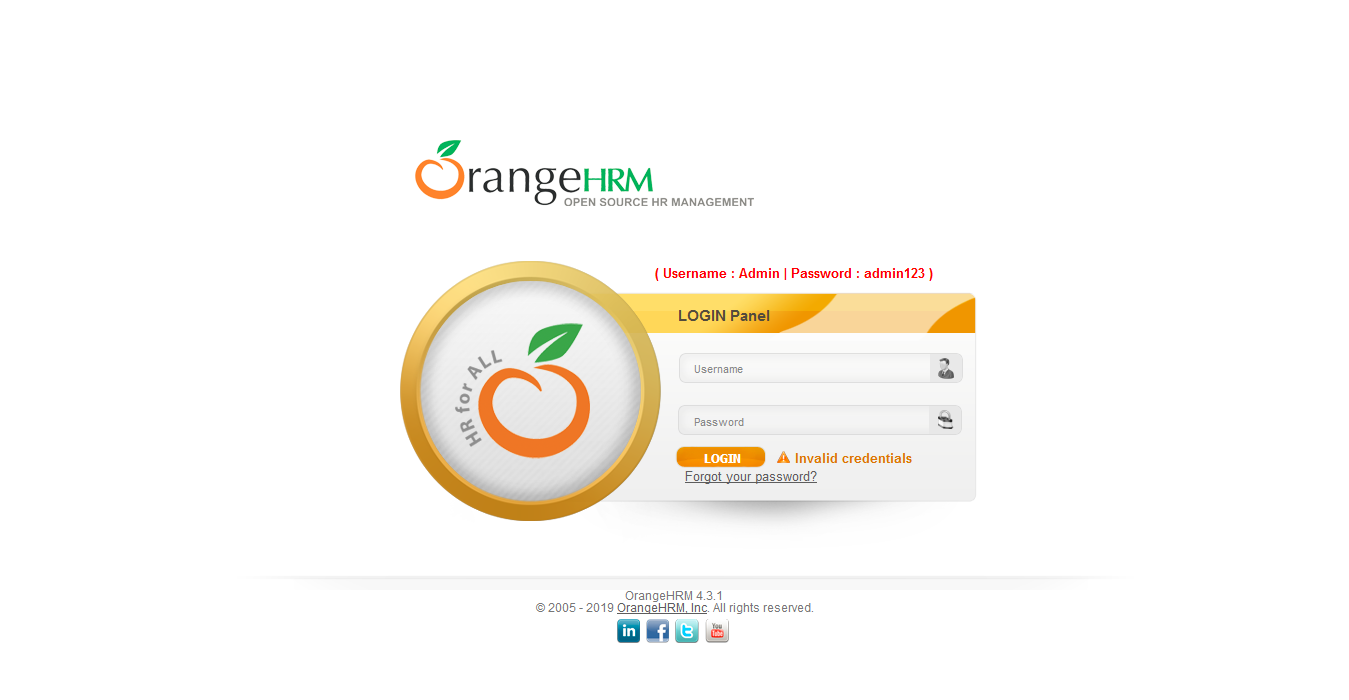 OrangeHRM
OPEN SOURCE HR MANAGEMENT
( Username : Admin | Password : admin123 )
LOGIN Panel
HR for ALL
Username
Password
LOGIN
Invalid credentials
Forgot your password?
OrangeHRM 4.3.1
© 2005 - 2019 OrangeHRM, Inc. All rights reserved.
in f t You Tube